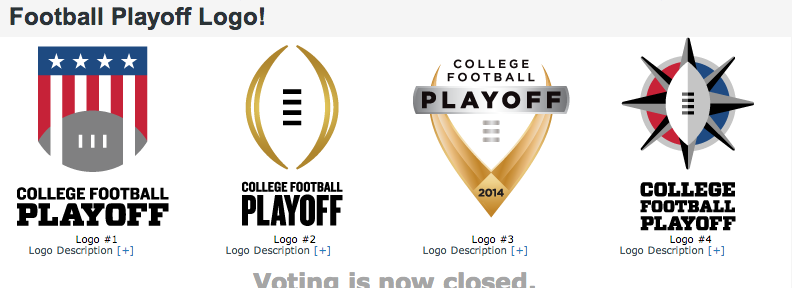 Football Playoff Logo!
COLLEGE FOOTBALL
PLAYOFF
Logo #1
Logo Description [+]
COLLEGE FOOTBALL
PLAYOFF
Logo #2
Logo Description [+]
COLLEGE
FOOTBALL
PLAYOFF
2014
Logo #3
Logo Description [+]
COLLEGE
FOOTBALL
PLAYOFF
Logo #4
Logo Description [+]
Voting is now closed.